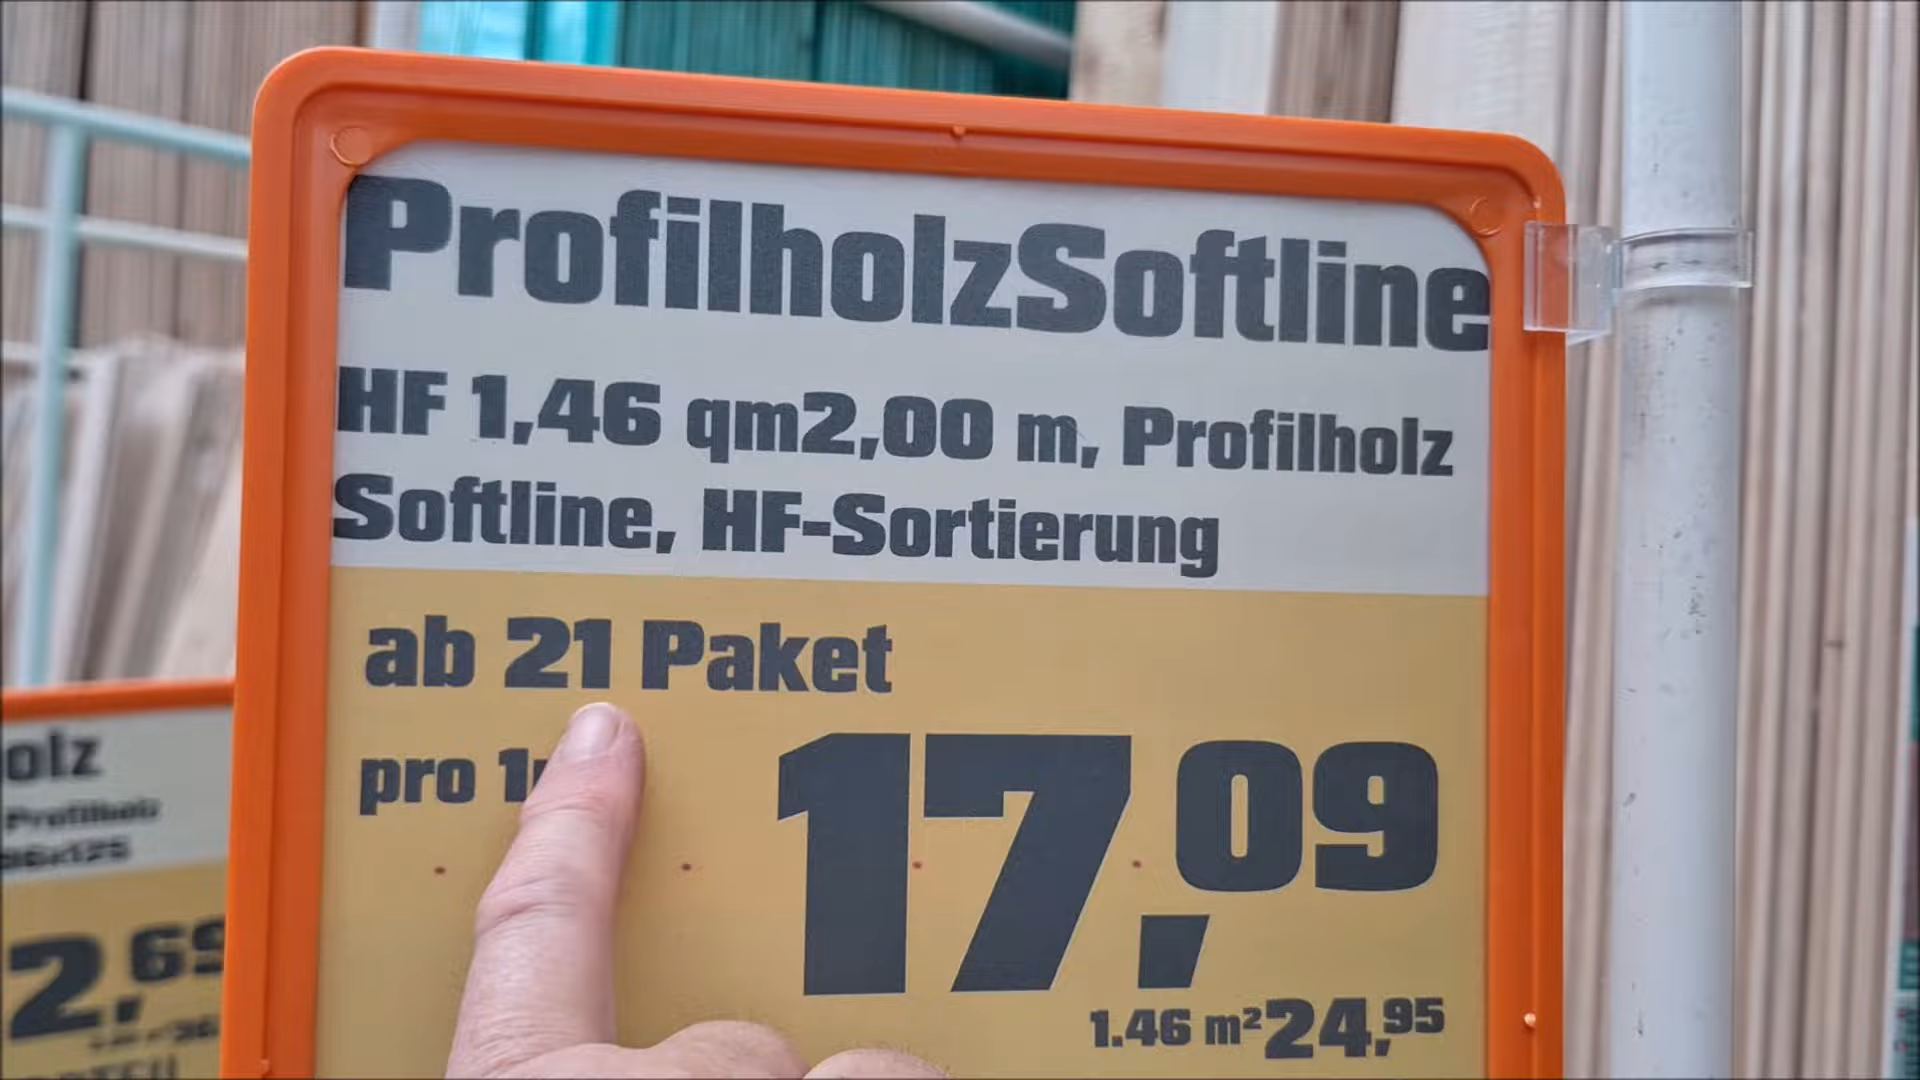 ProfilholzSoftline
HF 1,46 qm2,00 m, Profilholz
Softline, HF-Sortierung
ab 21 Paket
pro 1
17,09
1.46 m² 24,95
olz
Profilholz
2,69